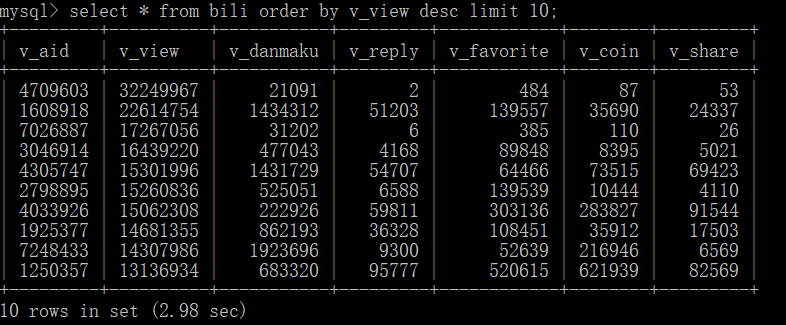 mysql> select * from bili order by v_view desc limit 10;
+---------+----------+-----------+---------+------------+--------+---------+
| v_aid | v_view | v_danmaku | v_reply | v_favorite | v_coin | v_share |
+---------+----------+-----------+---------+------------+--------+---------+
| 4709603 | 32249967 | 21091 | 2 | 484 | 87 | 53 |
| 1608918 | 22614754 | 1434312 | 51203 | 139557 | 35690 | 24337 |
| 7026887 | 17267056 | 31202 | 6 | 385 | 110 | 26 |
| 3046914 | 16439220 | 477043 | 4168 | 89848 | 8395 | 5021 |
| 4305747 | 15301996 | 1431729 | 54707 | 64466 | 73515 | 69423 |
| 2798895 | 15260836 | 525051 | 6588 | 139539 | 10444 | 4110 |
| 4033926 | 15062308 | 222926 | 59811 | 303136 | 283827 | 91544 |
| 1925377 | 14681355 | 862193 | 36328 | 108451 | 35912 | 17503 |
| 7248433 | 14307986 | 1923696 | 9300 | 52639 | 216946 | 6569 |
| 1250357 | 13136934 | 683320 | 95777 | 520615 | 621939 | 82569 |
+---------+----------+-----------+---------+------------+--------+---------+
10 rows in set (2.98 sec)